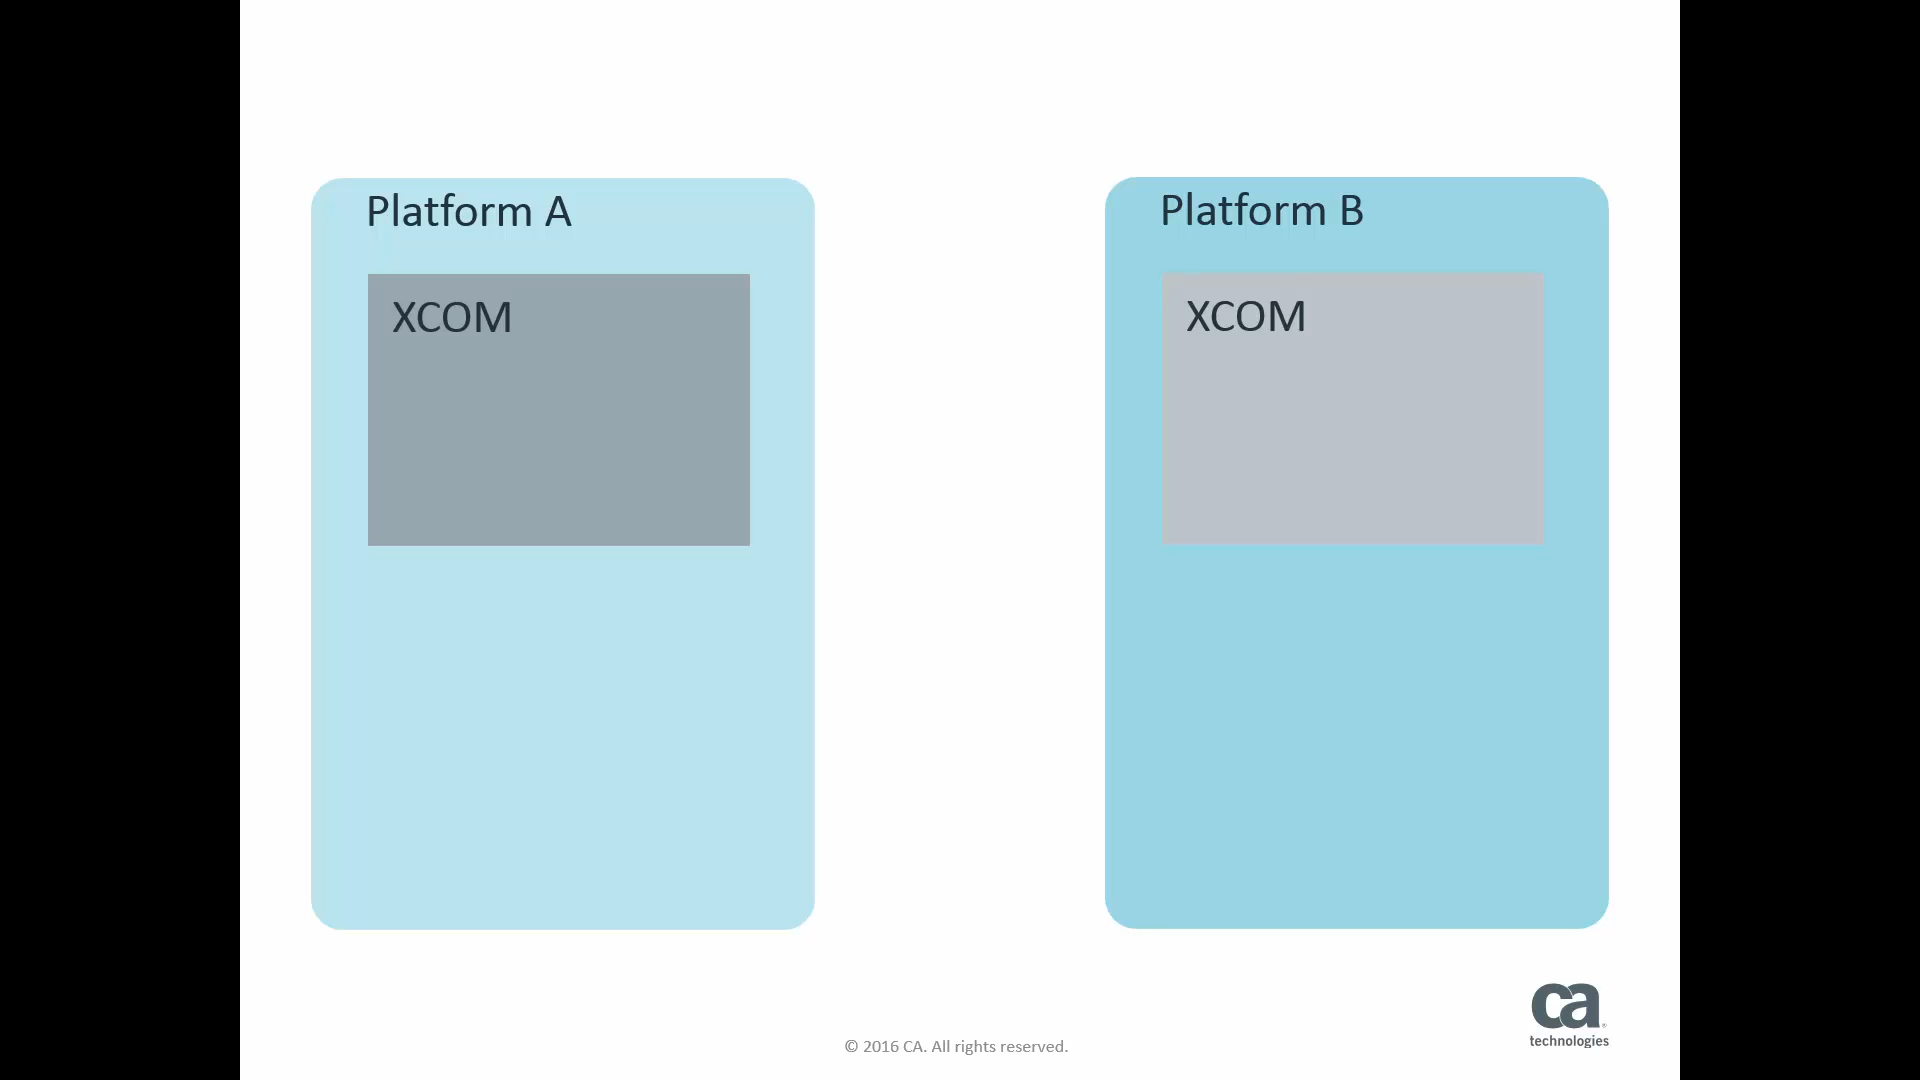 Platform A
XCOM
Platform B
XCOM
ca
technologies
© 2016 CA. All rights reserved.